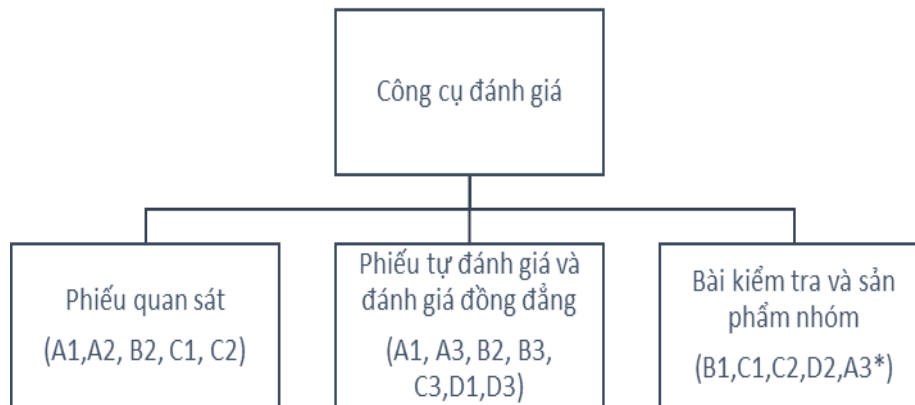 Công cụ đánh giá
Phiếu quan sát
(A1,A2, B2, C1, C2)
Phiếu tự đánh giá và
đánh giá đồng đẳng
(A1, A3, B2, B3,
C3,D1,D3)
Bài kiểm tra và sản
phẩm nhóm
(B1,C1,C2,D2,A3*)